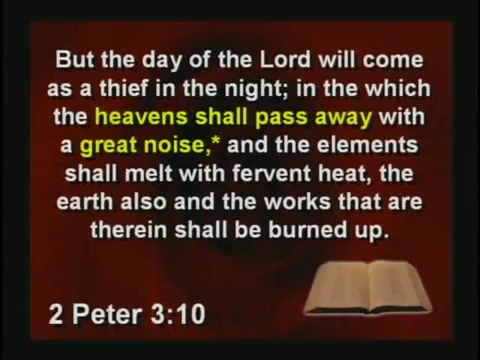 But the day of the Lord will come
as a thief in the night; in the which
the heavens shall pass away with
a great noise,* and the elements
shall melt with fervent heat, the
earth also and the works that are
therein shall be burned up.
2 Peter 3:10